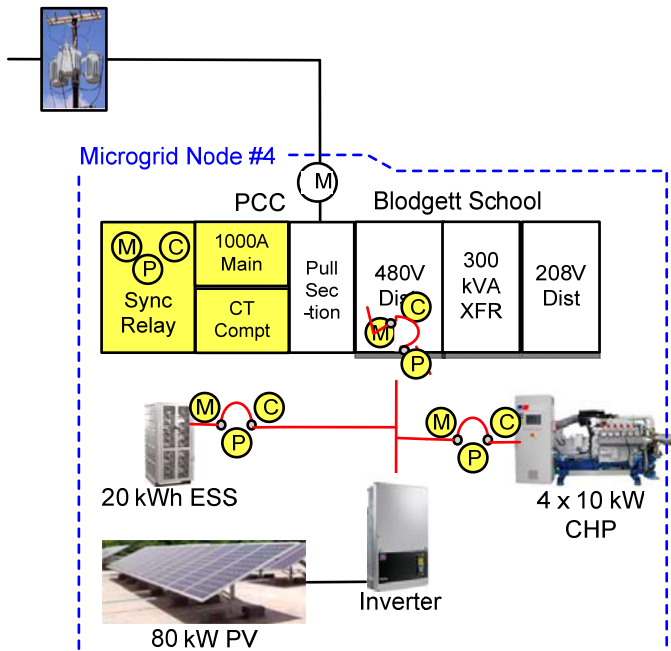 Microgrid Node #4
M
PCC
Blodgett School
M
C
P
Sync
Relay
1000A
Main
CT
Compt
Pull
Sec
-tion
480V
Dist
300
kVA
XFR
208V
Dist
C
M
P
M
C
P
M
C
P
20 kWh ESS
4 x 10 kW
CHP
Inverter
80 kW PV